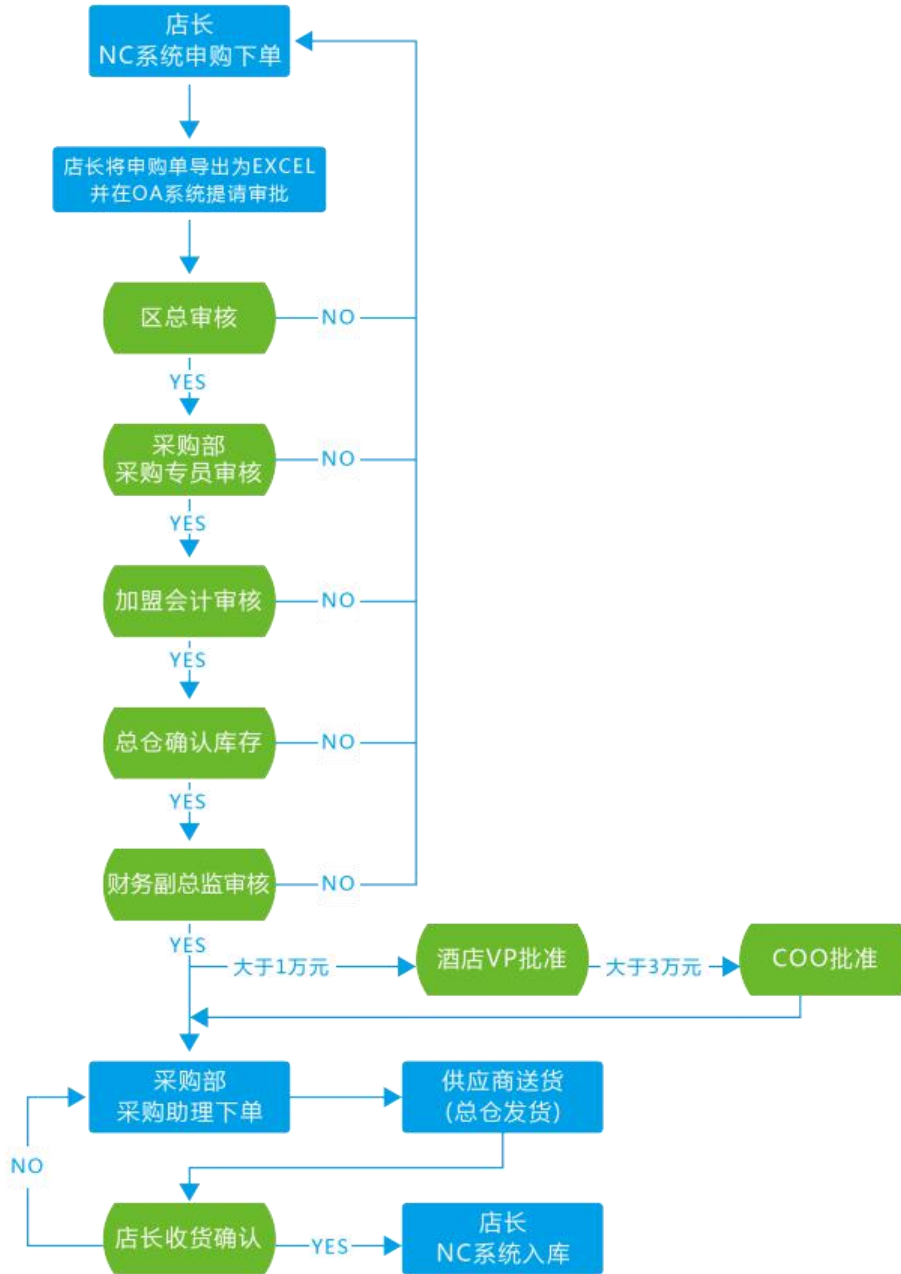 店长
NC系统申购下单
店长将申购单导出为EXCEL
并在OA系统提请审批
区总审核
NO
YES
采购部
采购专员审核
NO
YES
加盟会计审核
NO
YES
总仓确认库存
NO
YES
财务副总监审核
NO
YES
大于1万元
酒店VP批准
大于3万元
COO批准
采购部
采购助理下单
供应商送货
(总仓发货)
NO
店长收货确认
YES
店长
NC系统入库